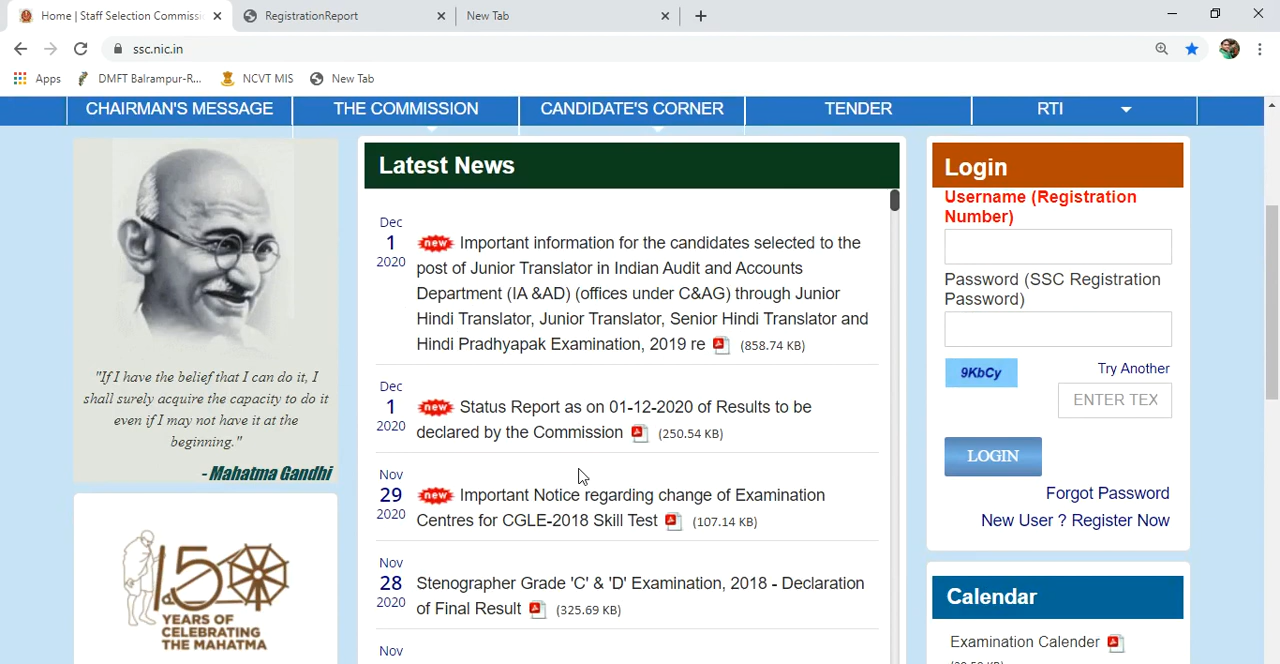 Home | Staff Selection Commissi
RegistrationReport
New Tab
ssc.nic.in
Apps
DMFT Balrampur-R...
NCVT MIS
New Tab
CHAIRMAN'S MESSAGE
THE COMMISSION
CANDIDATE'S CORNER
TENDER
RTI
"If I have the belief that I can do it, I
shall surely acquire the capacity to do it
even if I may not have it at the
beginning."
- Mahatma Gandhi
150
YEARS OF
CELEBRATING
THE MAHATMA
Latest News
Dec
1
2020
new Important information for the candidates selected to the
post of Junior Translator in Indian Audit and Accounts
Department (IA &AD) (offices under C&AG) through Junior
Hindi Translator, Junior Translator, Senior Hindi Translator and
Hindi Pradhyapak Examination, 2019 re (858.74 KB)
Dec
1
2020
new Status Report as on 01-12-2020 of Results to be
declared by the Commission (250.54 KB)
Nov
29
2020
new Important Notice regarding change of Examination
Centres for CGLE-2018 Skill Test (107.14 KB)
Nov
28
2020
Stenographer Grade 'C' & 'D' Examination, 2018 - Declaration
of Final Result (325.69 KB)
Nov
Login
Username (Registration
Number)
Password (SSC Registration
Password)
9KbCy
Try Another
ENTER TEX
LOGIN
Forgot Password
New User ? Register Now
Calendar
Examination Calender